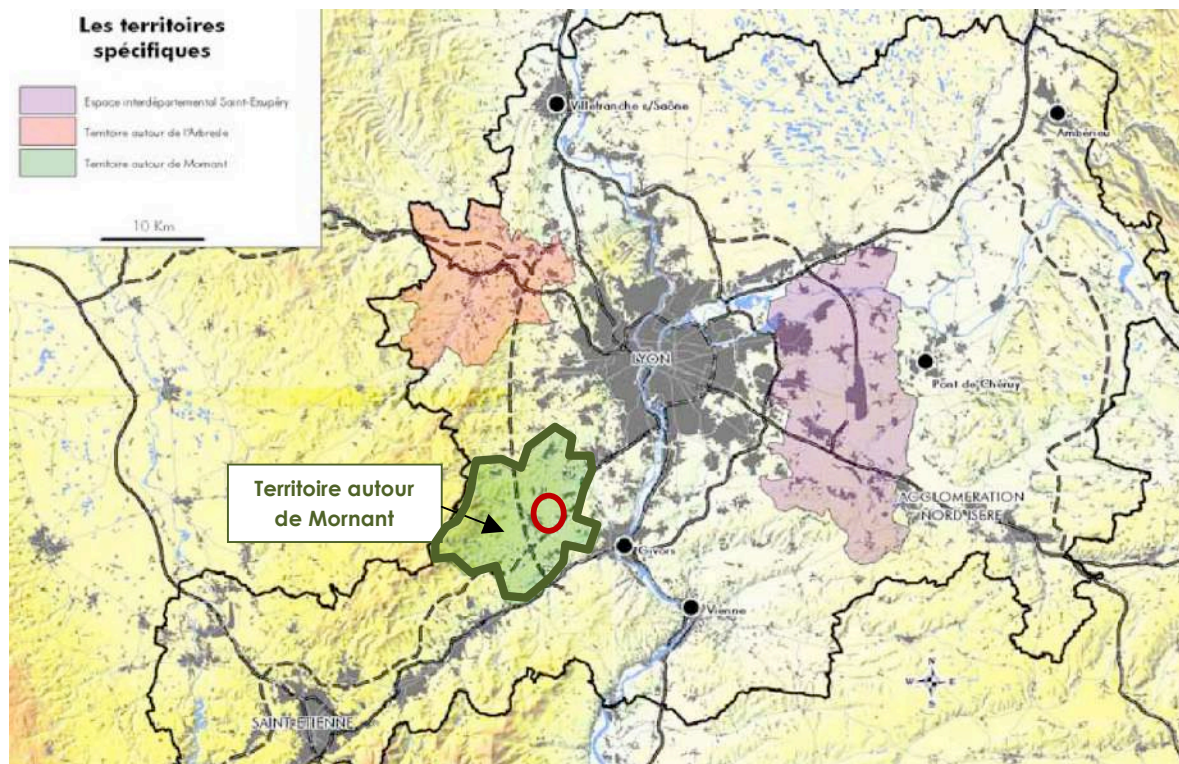 Les territoires
spécifiques
Espace interdépartemental Saint-Exupéry
Territoire autour de l'Arbresle
Territoire autour de Mornant
10 Km
Villefranche s/Saône
Ambérieu
LYON
Pont de Chéruy
Territoire autour
de Mornant
AGGLOMERATION
NORD ISERE
Givors
Vienne
N
W E
S
SAINT-ETIENNE